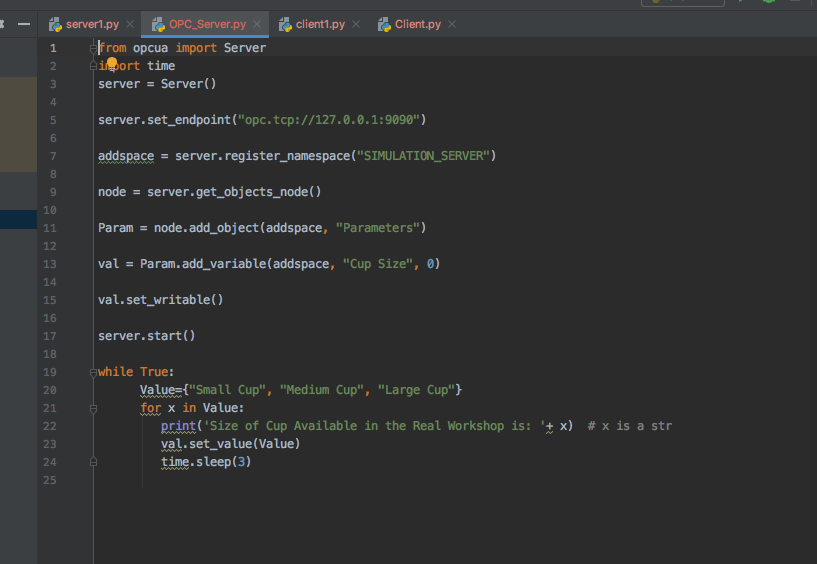 server1.py OPC_Server.py client1.py Client.py
1 from opcua import Server
2 import time
3 server = Server()
4
5 server.set_endpoint("opc.tcp://127.0.0.1:9090")
6
7 addspace = server.register_namespace("SIMULATION_SERVER")
8
9 node = server.get_objects_node()
10
11 Param = node.add_object(addspace, "Parameters")
12
13 val = Param.add_variable(addspace, "Cup Size", 0)
14
15 val.set_writable()
16
17 server.start()
18
19 while True:
20 Value={"Small Cup", "Medium Cup", "Large Cup"}
21 for x in Value:
22 print('Size of Cup Available in the Real Workshop is: '+ x) # x is a str
23 val.set_value(Value)
24 time.sleep(3)
25